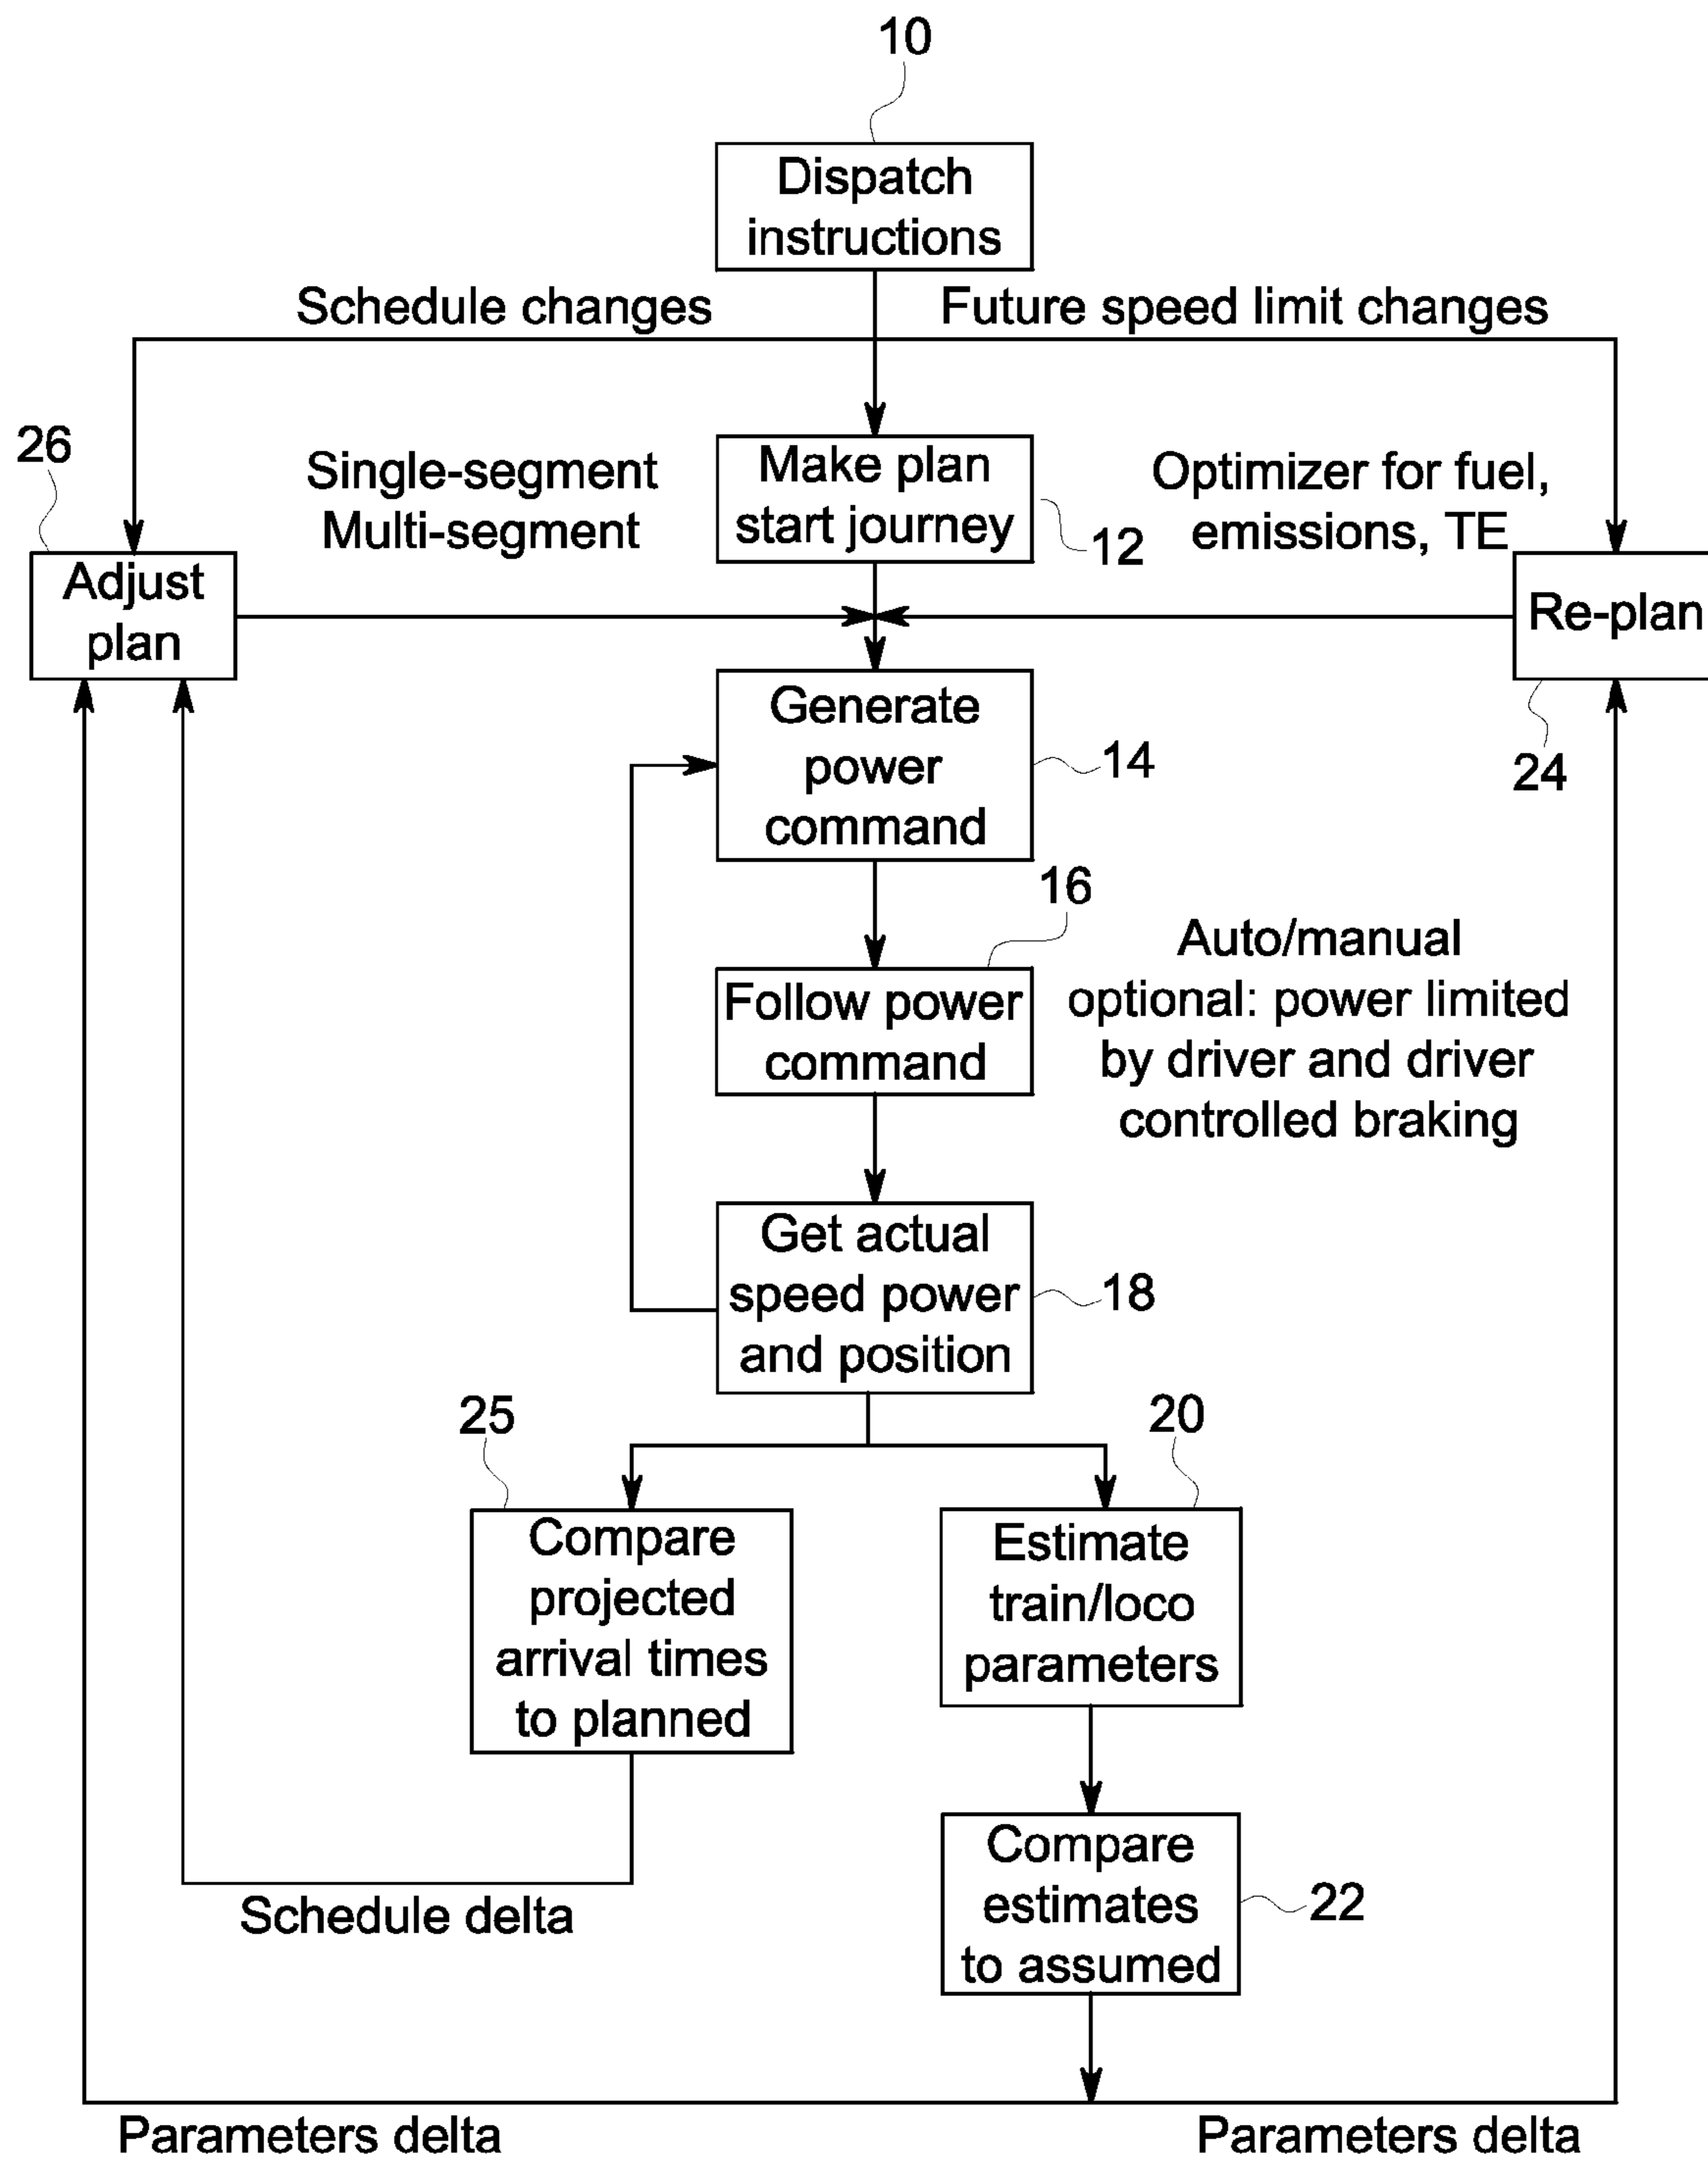 10
Dispatch
instructions
Schedule changes
Future speed limit changes
26
Single-segment
Multi-segment
Make plan
start journey
12
Optimizer for fuel,
emissions, TE
Adjust
plan
Re-plan
24
Generate
power
command
14
16
Follow power
command
Auto/manual
optional: power limited
by driver and driver
controlled braking
Get actual
speed power
and position
18
25
Compare
projected
arrival times
to planned
20
Estimate
train/loco
parameters
Schedule delta
Compare
estimates
to assumed
22
Parameters delta
Parameters delta